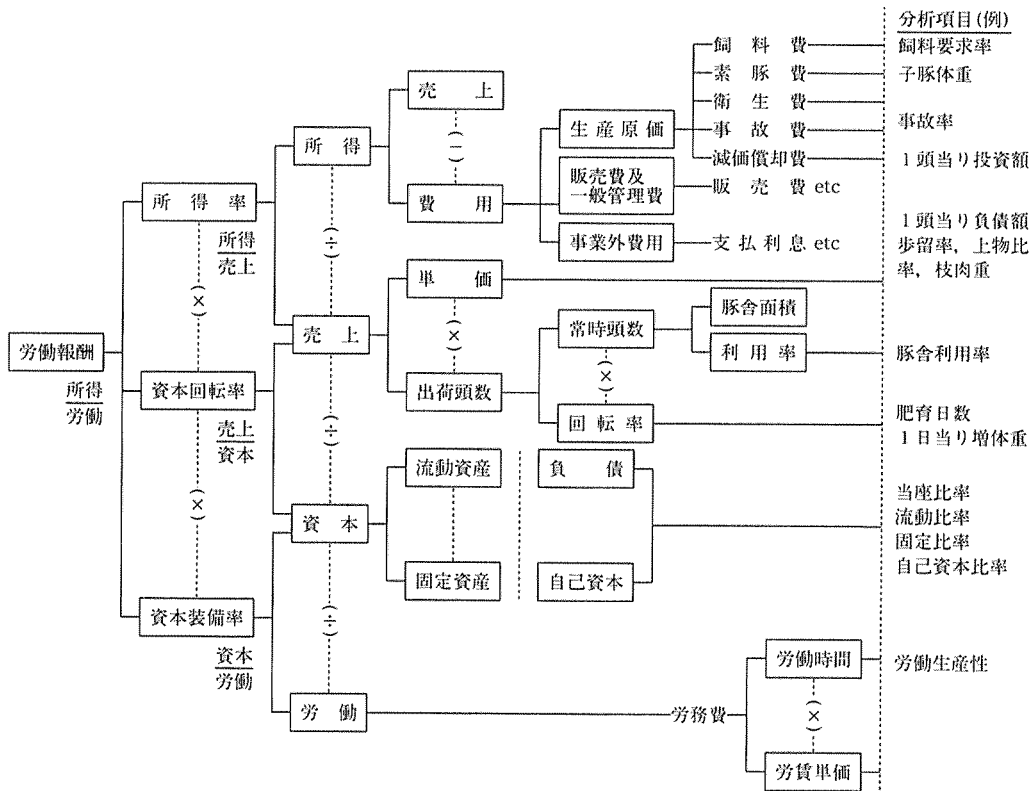 分析項目(例)
飼料費
飼料要求率
素豚費
子豚体重
売上
衛生費
(−)
生産原価
事故費
事故率
所得
減価償却費
1頭当り投資額
販売費及
一般管理費
販売費 etc
所得率
費用
所得
売上
(÷)
事業外費用
支払利息 etc
1頭当り負債額
歩留率，上物比
率，枝肉重
単価
(×)
豚舎面積
売上
(×)
常時頭数
労働報酬
所得
労働
利用率
豚舎利用率
資本回転率
売上
資本
出荷頭数
(×)
(÷)
回転率
肥育日数
1日当り増体重
流動資産
負債
(×)
当座比率
流動比率
固定比率
自己資本比率
資本
固定資産
自己資本
資本装備率
資本
労働
(÷)
労働時間
労働生産性
労働
労務費
(×)
労賃単価